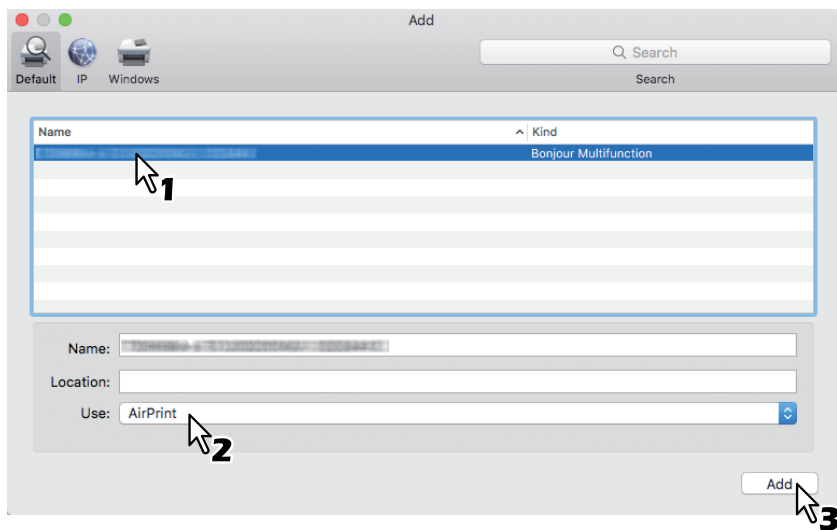 Add
Search
Default IP Windows
Search
Name Kind
Bonjour Multifunction
1
Name:
Location:
Use: AirPrint
2
Add
3